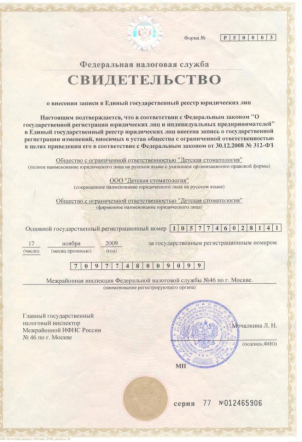 Форма № Р 5 0 0 0 3
Федеральная налоговая служба
СВИДЕТЕЛЬСТВО
о внесении записи в Единый государственный реестр юридических лиц
Настоящим подтверждается, что в соответствии с Федеральным законом "О
государственной регистрации юридических лиц и индивидуальных предпринимателей"
в Единый государственный реестр юридических лиц внесена запись о государственной
регистрации изменений, вносимых в устав общества с ограниченной ответственностью
в целях приведения его в соответствие с Федеральным законом от 30.12.2008 № 312-ФЗ
Общество с ограниченной ответственностью "Детская стоматология"
(полное наименование юридического лица на русском языке с указанием организационно-правовой формы)
ООО "Детская стоматология"
(сокращенное наименование юридического лица на русском языке)
Общество с ограниченной ответственностью "Детская стоматология"
(фирменное наименование юридического лица)
Основной государственный регистрационный номер 1 0 5 7 7 4 6 0 2 8 1 4 1
17 ноября 2009 за государственным регистрационным номером
(число) (месяц прописью) (год)
7 0 9 7 7 4 8 0 0 9 0 9 9
Межрайонная инспекция Федеральной налоговой службы №46 по г. Москве.
(наименование регистрирующего органа)
Главный государственный
налоговый инспектор
Межрайонной ИФНС России
№ 46 по г. Москве
Мочалкина Л. Н.
(подпись, ФИО)
МП
серия 77 №012465906